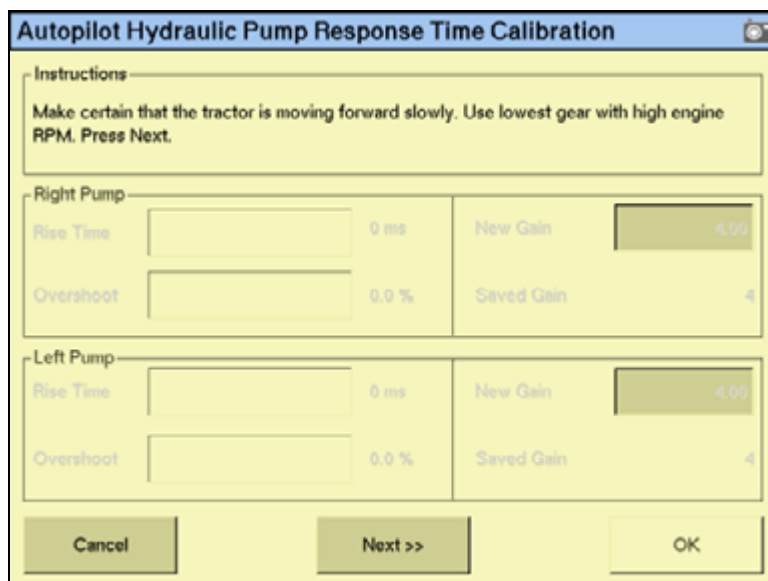 Autopilot Hydraulic Pump Response Time Calibration
Instructions
Make certain that the tractor is moving forward slowly. Use lowest gear with high engine
RPM. Press Next.
Right Pump
Rise Time 0 ms New Gain 4.00
Overshoot 0.0 % Saved Gain 4
Left Pump
Rise Time 0 ms New Gain 4.00
Overshoot 0.0 % Saved Gain 4
Cancel Next >> OK